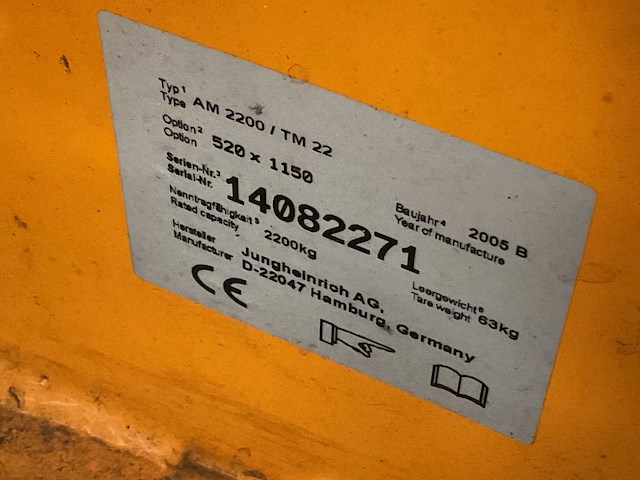 Typ¹
Type AM 2200 / TM 22
Option²
Option 520 x 1150
Serien-Nr.³
Serial-Nr. 14082271
Baujahr⁴
Year of manufacture 2005 B
Nenntragfähigkeit⁵
Rated capacity 2200kg
Leergewicht⁶
Tare weight 63kg
Hersteller
Manufacturer Jungheinrich AG,
D-22047 Hamburg, Germany
CE